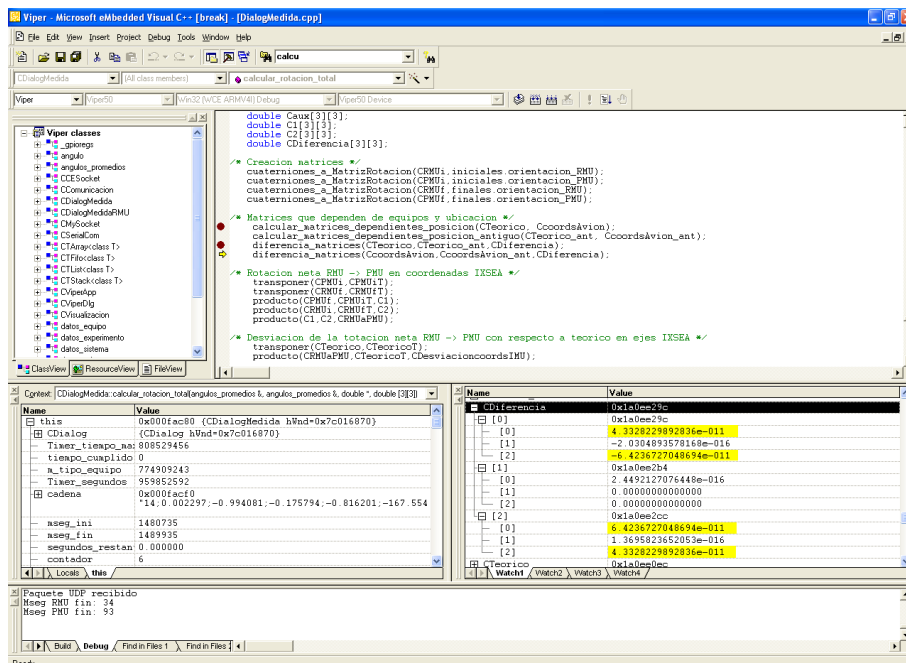 Viper - Microsoft eMbedded Visual C++ [break] - [DialogMedida.cpp]
File Edit View Insert Project Debug Tools Window Help
calcu
CDialogMedida (All class members) calcular_rotacion_total
Viper Viper50 Win32 (WCE ARMV4I) Debug Viper50 Device
Viper classes
_gpioregs
angulo
angulos_promedios
CCESocket
CComunicacion
CDialogMedida
CDialogMedidaRMU
CMySocket
CSerialCom
CTArray<class T>
CTFifo<class T>
CTList<class T>
CTStack<class T>
CViperApp
CViperDlg
CVisualizacion
datos_equipo
datos_experimento
datos_sistema
ClassView ResourceView FileView
double Caux[3][3];
double C1[3][3];
double C2[3][3];
double CDiferencia[3][3];
/* Creacion matrices */
cuaterniones_a_MatrizRotacion(CRMUi,iniciales.orientacion_RMU);
cuaterniones_a_MatrizRotacion(CPMUi,iniciales.orientacion_PMU);
cuaterniones_a_MatrizRotacion(CRMUf,finales.orientacion_RMU);
cuaterniones_a_MatrizRotacion(CPMUf,finales.orientacion_PMU);
/* Matrices que dependen de equipos y ubicacion */
calcular_matrices_dependientes_posicion(CTeorico, CcoordsAvion);
calcular_matrices_dependientes_posicion_antiguo(CTeorico_ant, CcoordsAvion_ant);
diferencia_matrices(CTeorico,CTeorico_ant,CDiferencia);
diferencia_matrices(CcoordsAvion,CcoordsAvion_ant,CDiferencia);
/* Rotacion neta RMU -> PMU en coordenadas IXSEA */
transponer(CPMUi,CPMUiT);
transponer(CRMUf,CRMUfT);
producto(CPMUf,CPMUiT,C1);
producto(CRMUi,CRMUfT,C2);
producto(C1,C2,CRMUaPMU);
/* Desviacion de la totacion neta RMU -> PMU con respecto a teorico en ejes IXSEA */
transponer(CTeorico,CTeoricoT);
producto(CRMUaPMU,CTeoricoT,CDesviacioncoordsIMU);
Context: CDialogMedida::calcular_rotacion_total(angulos_promedios &, angulos_promedios &, double *, double [3][3])
Name Value
this 0x000fac80 {CDialogMedida hWnd=0x7c016870}
CDialog {CDialog hWnd=0x7c016870}
Timer_tiempo_ma: 808529456
tiempo_cumplido 0
m_tipo_equipo 774909243
Timer_segundos 959852592
cadena 0x000facf0
"14;0.002297;-0.994081;-0.175794;-0.816201;-167.554
mseg_ini 1480735
mseg_fin 1489935
segundos_restan 0.000000
contador 6
Locals this
Name Value
CDiferencia 0x1a0ee29c
[0] 0x1a0ee29c
[0] 4.3328229892836e-011
[1] -2.0304893578168e-016
[2] -6.4236727048694e-011
[1] 0x1a0ee2b4
[0] 2.4492127076448e-016
[1] 0.00000000000000
[2] 0.00000000000000
[2] 0x1a0ee2cc
[0] 6.4236727048694e-011
[1] 1.3695823652053e-016
[2] 4.3328229892836e-011
CTeorico 0x1a0ee0ec
Watch1 Watch2 Watch3 Watch4
Paquete UDP recibido
Mseg RMU fin: 34
Mseg PMU fin: 93
Build Debug Find in Files 1 Find in Files